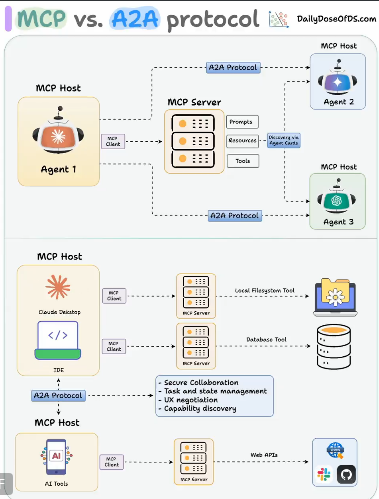 MCP vs. A2A protocol
DailyDoseOfDS.com
MCP Host
A2A Protocol
MCP Host
Agent 2
MCP Server
Agent 1
MCP
Client
Prompts
Resources
Tools
Discovery via
Agent Cards
MCP Host
A2A Protocol
Agent 3
MCP Host
Claude Desktop
MCP
Client
MCP Server
Local Filesystem Tool
</>
IDE
MCP
Client
MCP Server
Database Tool
A2A Protocol
- Secure Collaboration
- Task and state management
- UX negotiation
- Capability discovery
MCP Host
AI
AI Tools
MCP
Client
MCP Server
Web APIs
F